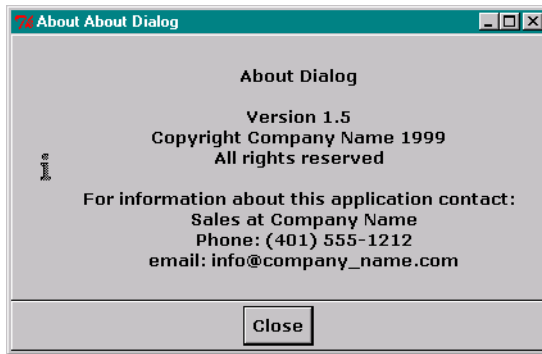 About About Dialog
About Dialog
Version 1.5
Copyright Company Name 1999
All rights reserved
For information about this application contact:
Sales at Company Name
Phone: (401) 555-1212
email: info@company_name.com
Close